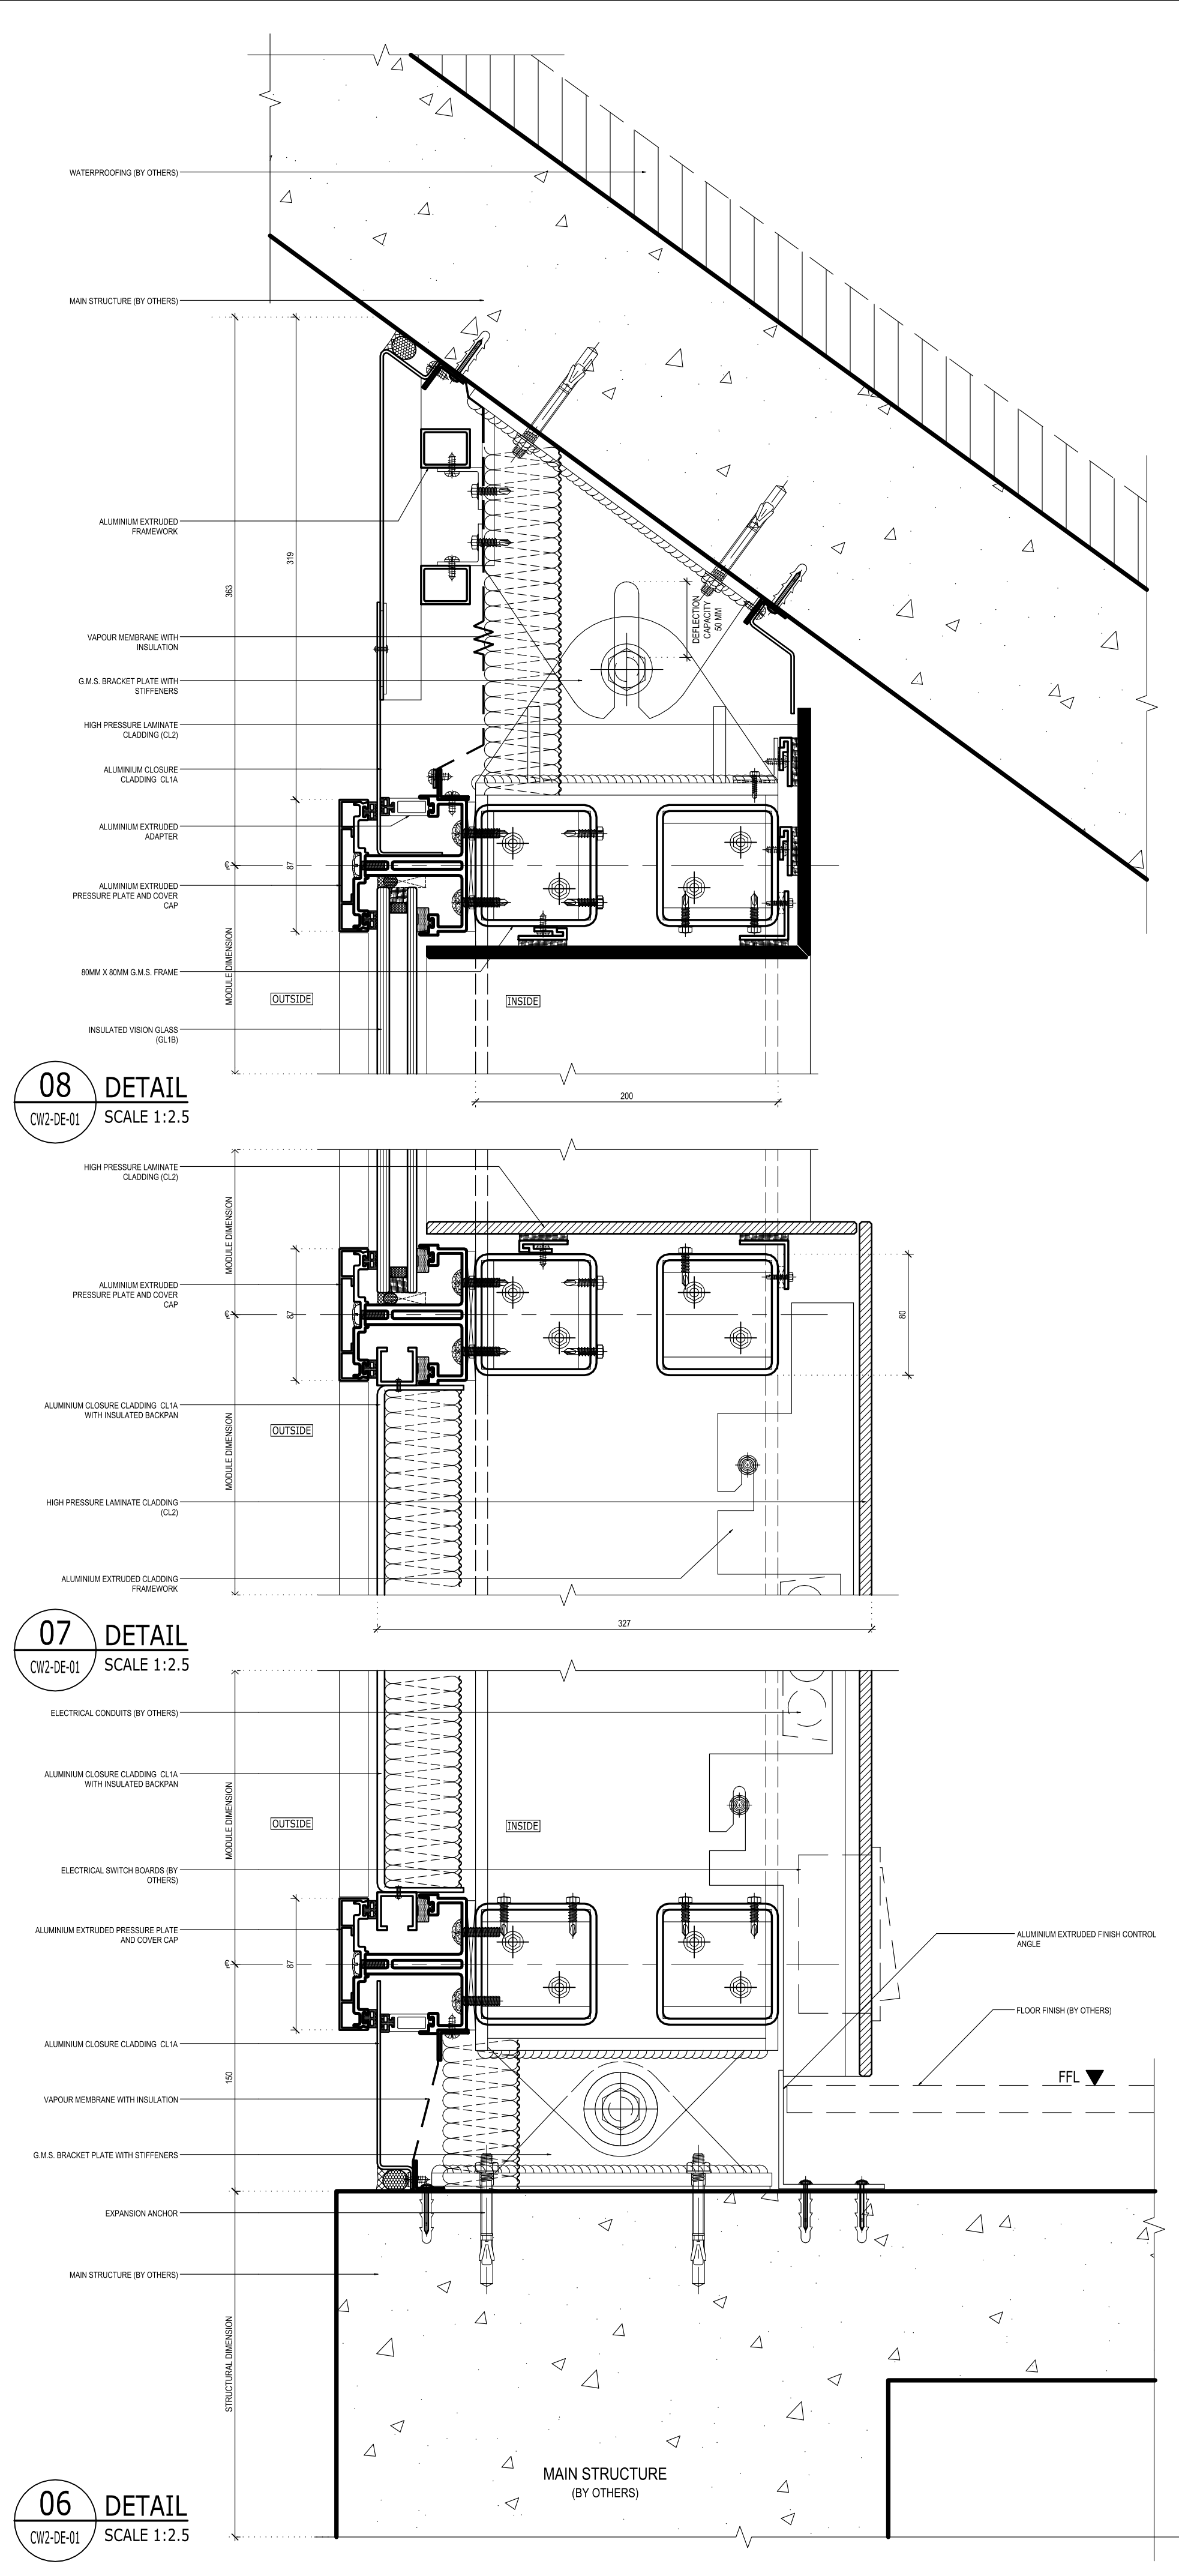 WATERPROOFING (BY OTHERS)
MAIN STRUCTURE (BY OTHERS)
ALUMINIUM EXTRUDED
FRAMEWORK
319
363
DEFLECTION
CAPACITY
50 MM
VAPOUR MEMBRANE WITH
INSULATION
G.M.S. BRACKET PLATE WITH
STIFFENERS
HIGH PRESSURE LAMINATE
CLADDING (CL2)
ALUMINIUM CLOSURE
CLADDING CL1A
ALUMINIUM EXTRUDED
ADAPTER
87
ALUMINIUM EXTRUDED
PRESSURE PLATE AND COVER
CAP
MODULE DIMENSION
80MM X 80MM G.M.S. FRAME
OUTSIDE
INSIDE
INSULATED VISION GLASS
(GL1B)
08
CW2-DE-01
DETAIL
SCALE 1:2.5
200
HIGH PRESSURE LAMINATE
CLADDING (CL2)
MODULE DIMENSION
ALUMINIUM EXTRUDED
PRESSURE PLATE AND COVER
CAP
87
80
ALUMINIUM CLOSURE CLADDING CL1A
WITH INSULATED BACKPAN
OUTSIDE
MODULE DIMENSION
HIGH PRESSURE LAMINATE CLADDING
(CL2)
ALUMINIUM EXTRUDED CLADDING
FRAMEWORK
07
CW2-DE-01
DETAIL
SCALE 1:2.5
327
ELECTRICAL CONDUITS (BY OTHERS)
ALUMINIUM CLOSURE CLADDING CL1A
WITH INSULATED BACKPAN
MODULE DIMENSION
OUTSIDE
INSIDE
ELECTRICAL SWITCH BOARDS (BY
OTHERS)
ALUMINIUM EXTRUDED PRESSURE PLATE
AND COVER CAP
ALUMINIUM EXTRUDED FINISH CONTROL
ANGLE
87
FLOOR FINISH (BY OTHERS)
ALUMINIUM CLOSURE CLADDING CL1A
150
FFL
VAPOUR MEMBRANE WITH INSULATION
G.M.S. BRACKET PLATE WITH STIFFENERS
EXPANSION ANCHOR
MAIN STRUCTURE (BY OTHERS)
STRUCTURAL DIMENSION
MAIN STRUCTURE
(BY OTHERS)
06
CW2-DE-01
DETAIL
SCALE 1:2.5